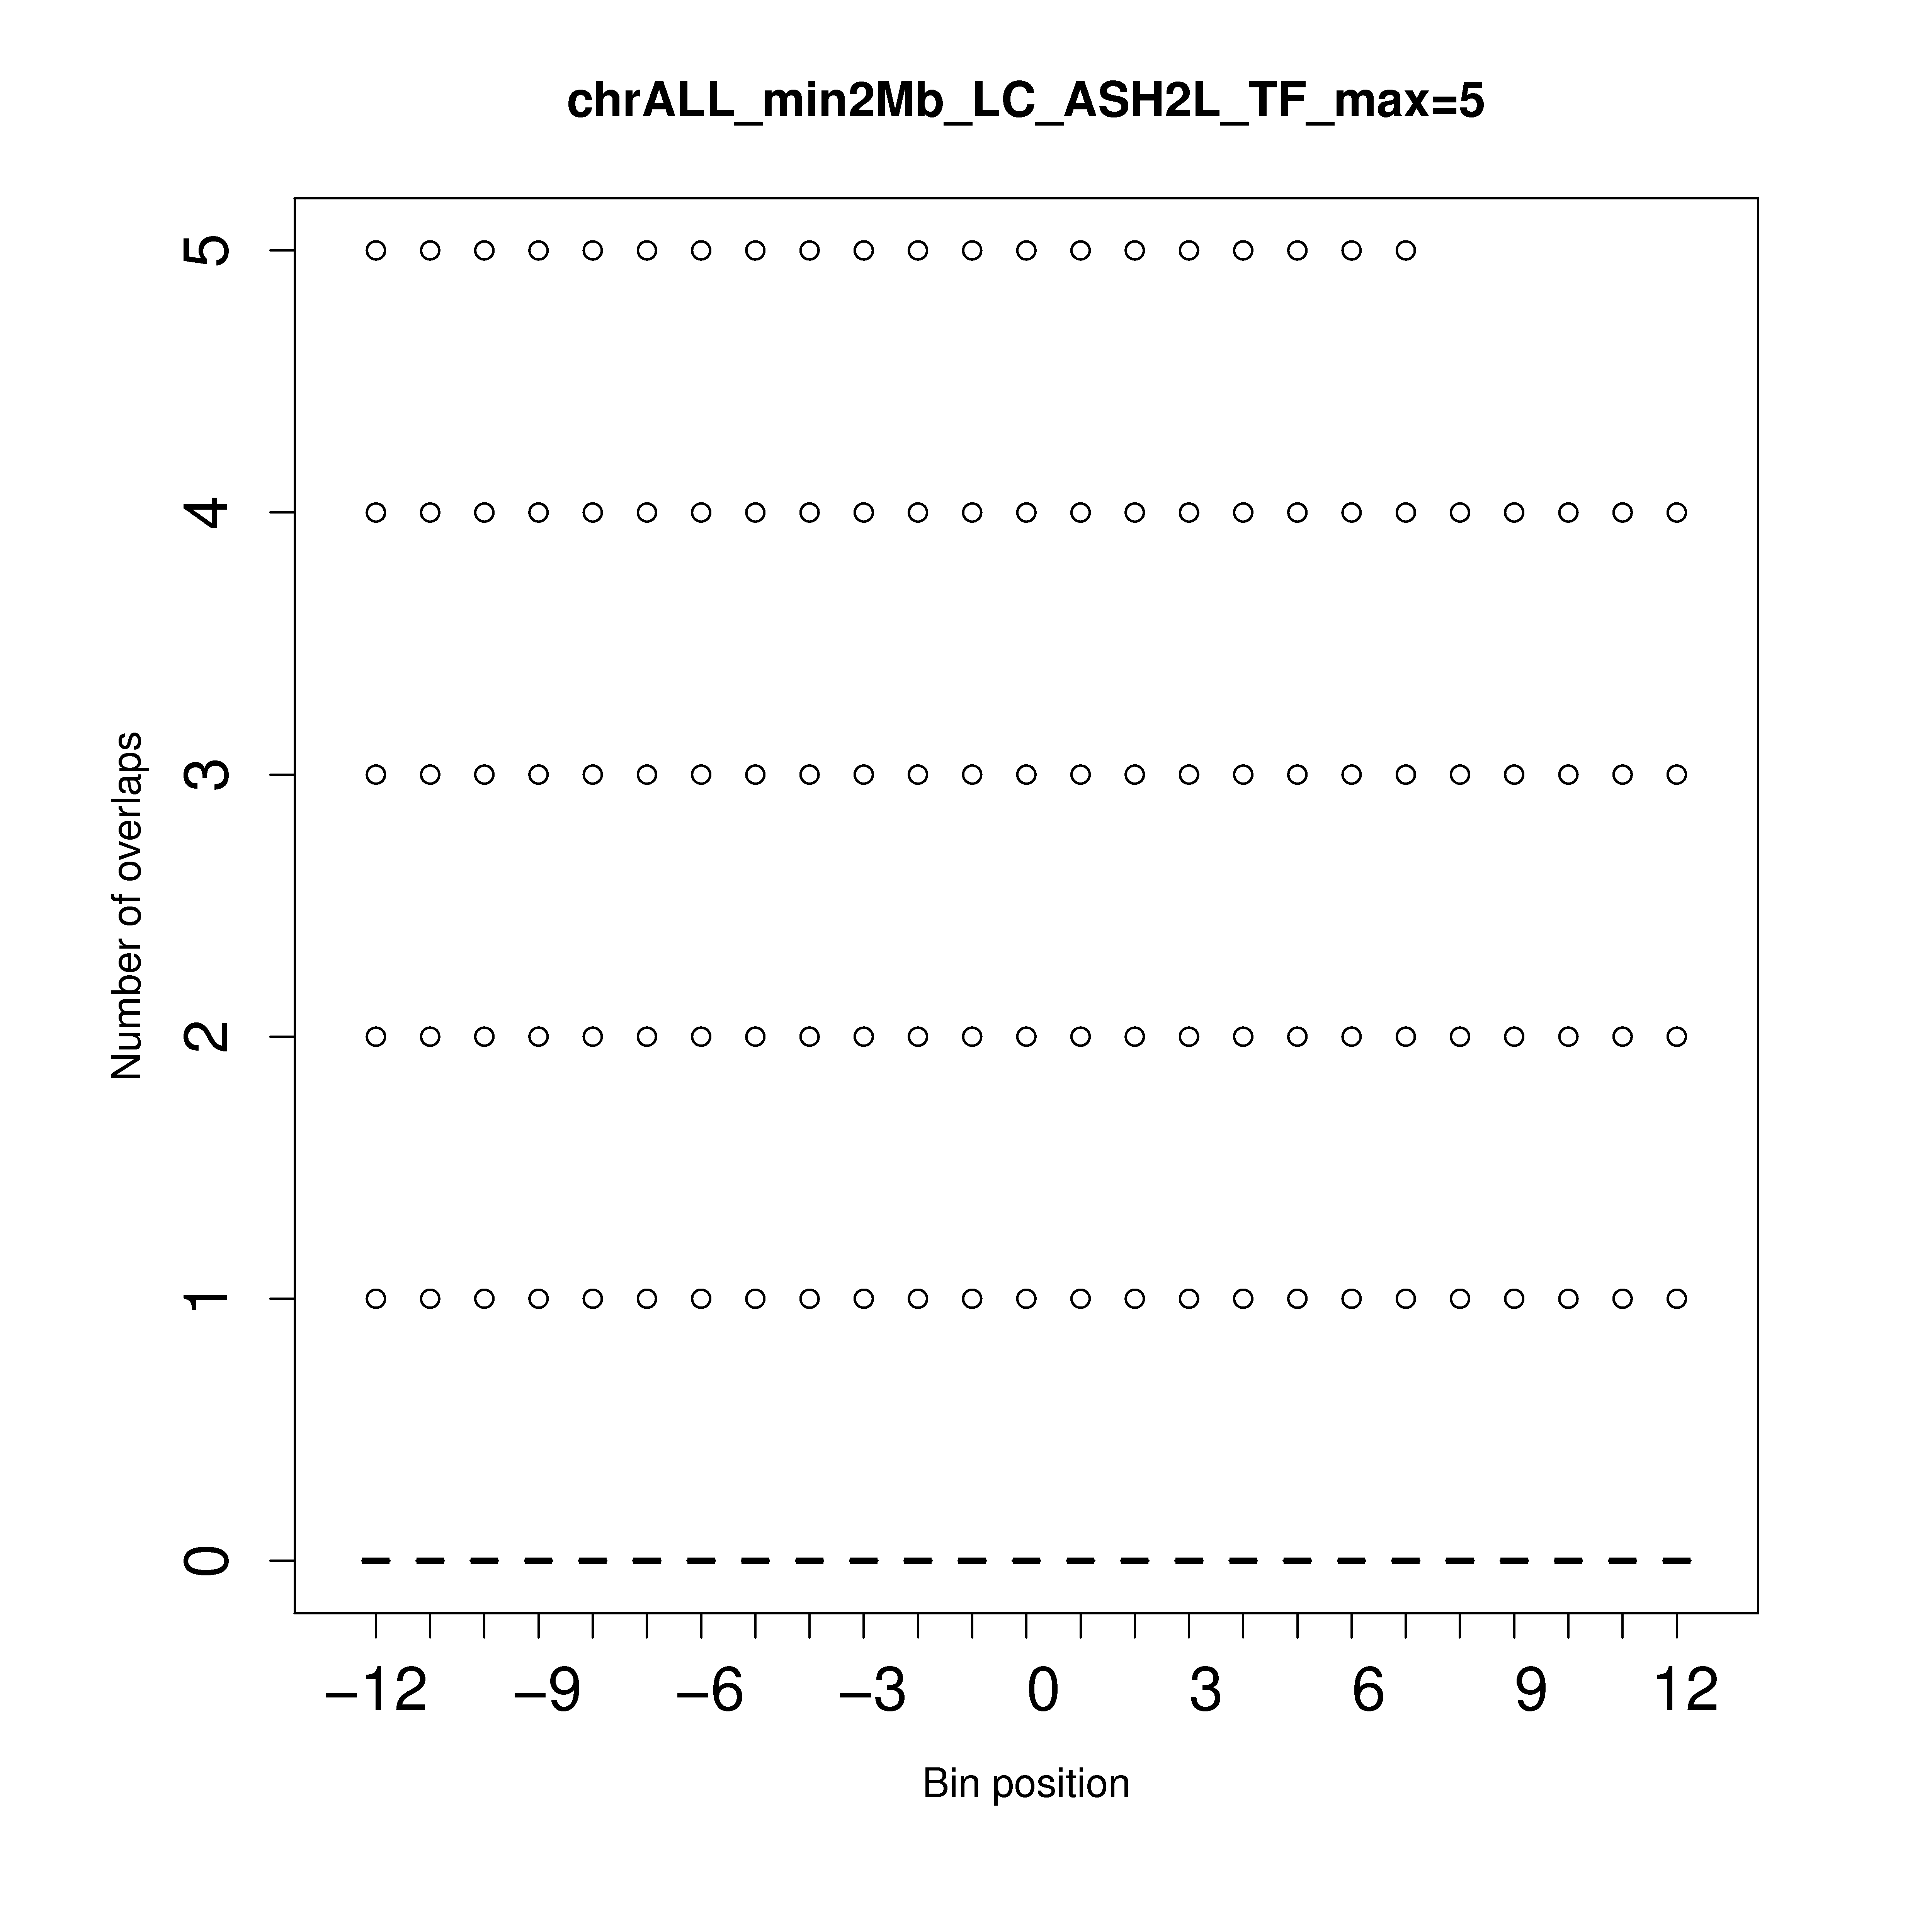 chrALL_min2Mb_LC_ASH2L_TF_max=5
Number of overlaps
5
4
3
2
1
0
−12 −9 −6 −3 0 3 6 9 12
Bin position